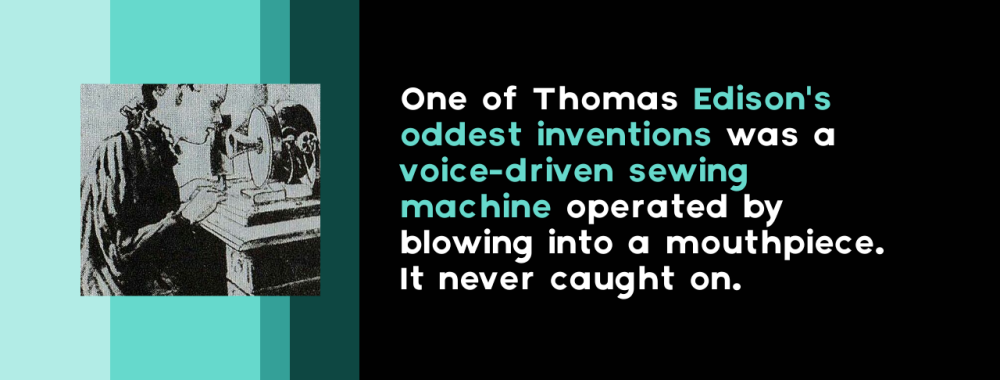 One of Thomas Edison's
oddest inventions was a
voice-driven sewing
machine operated by
blowing into a mouthpiece.
It never caught on.